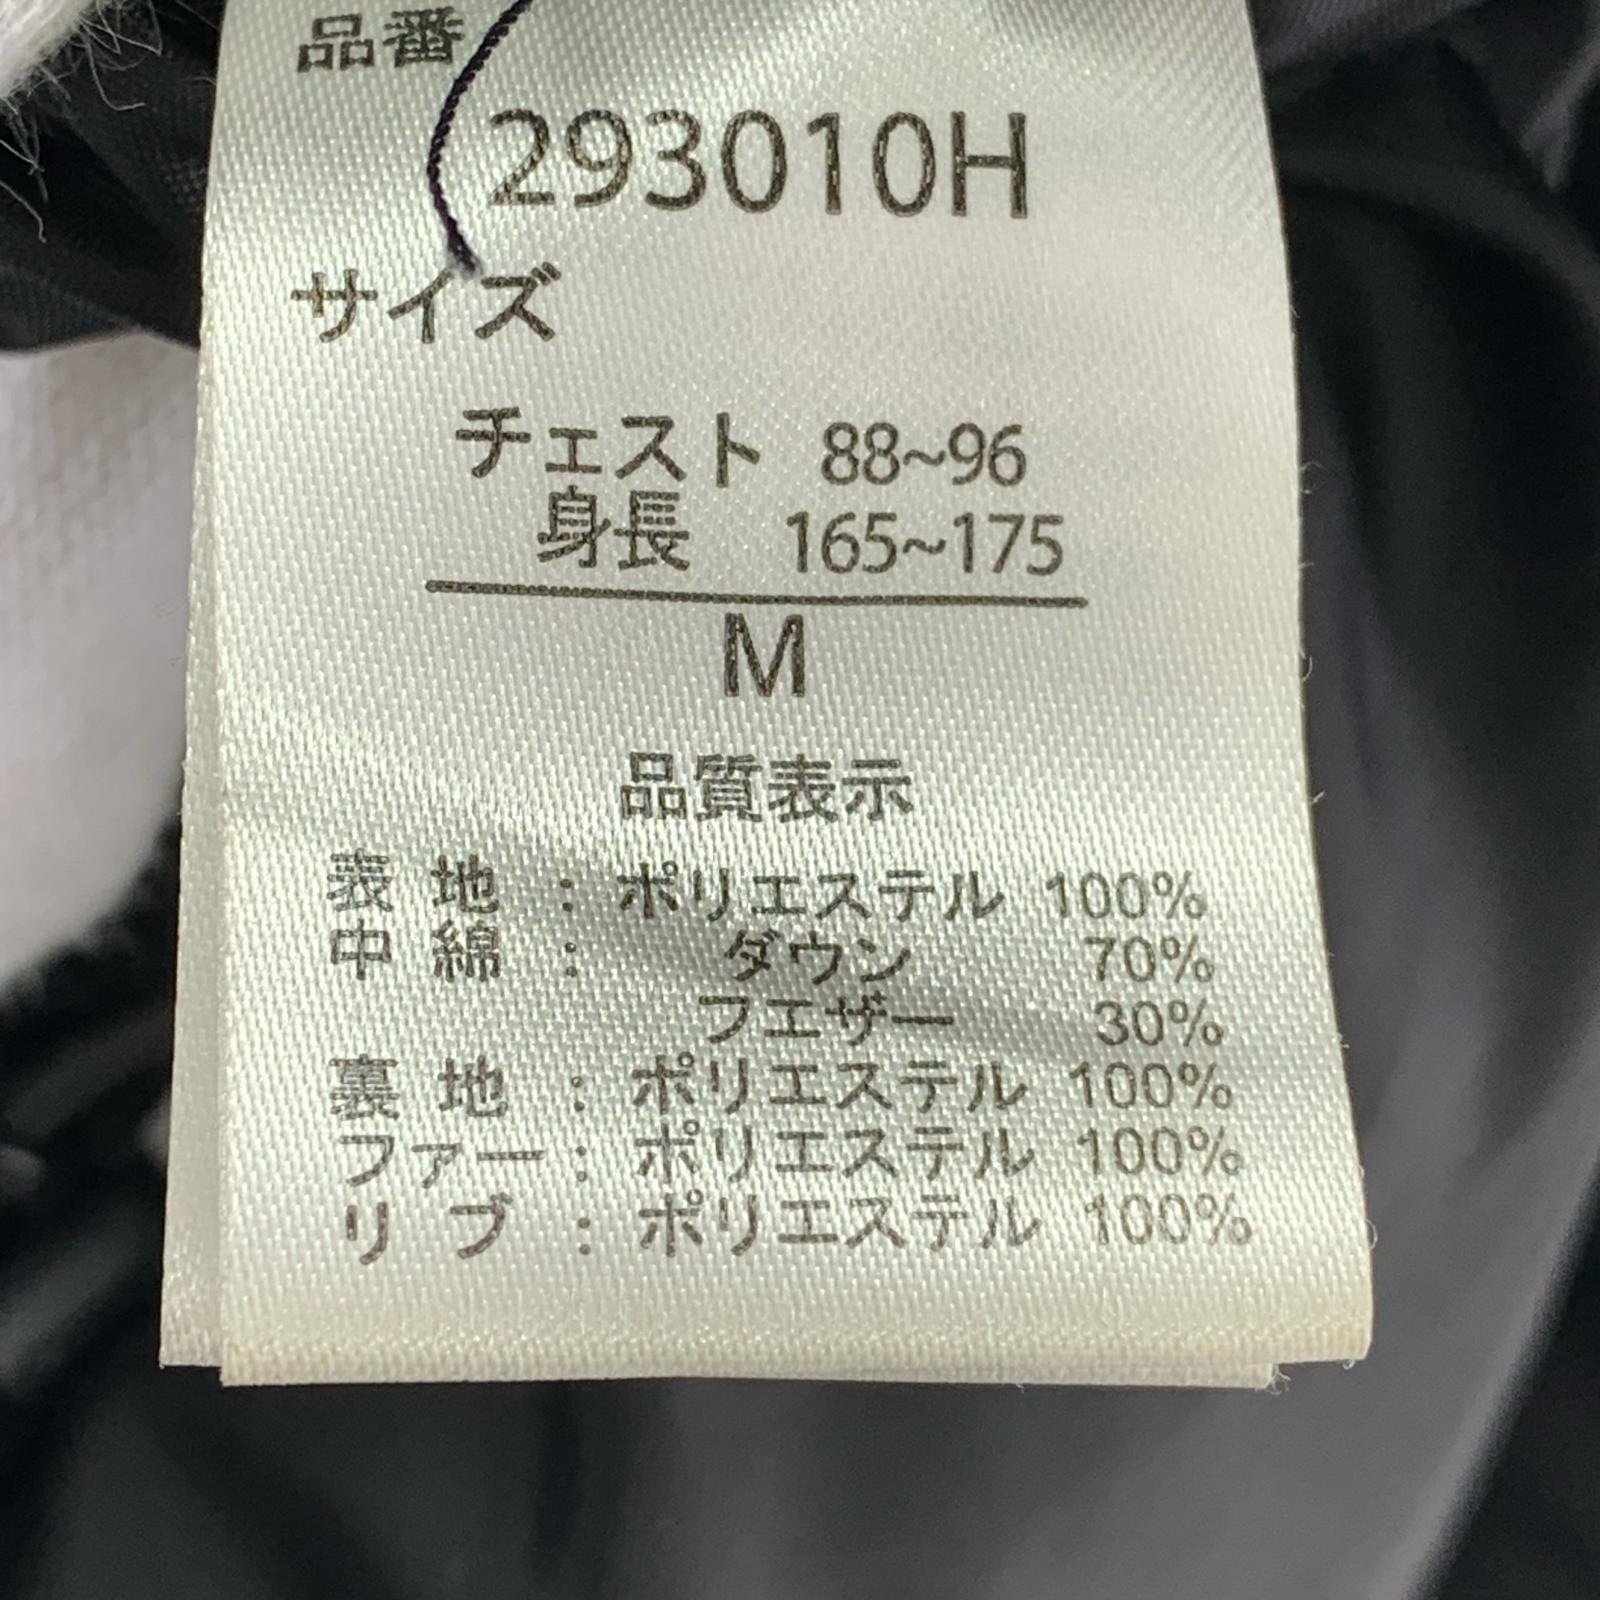 品番
293010H
サイズ
チェスト 88~96
身長 165~175
M
品質表示
表地:ポリエステル 100%
中綿: ダウン 70%
フエザー 30%
裏地:ポリエステル 100%
ファー:ポリエステル 100%
リブ:ポリエステル 100%